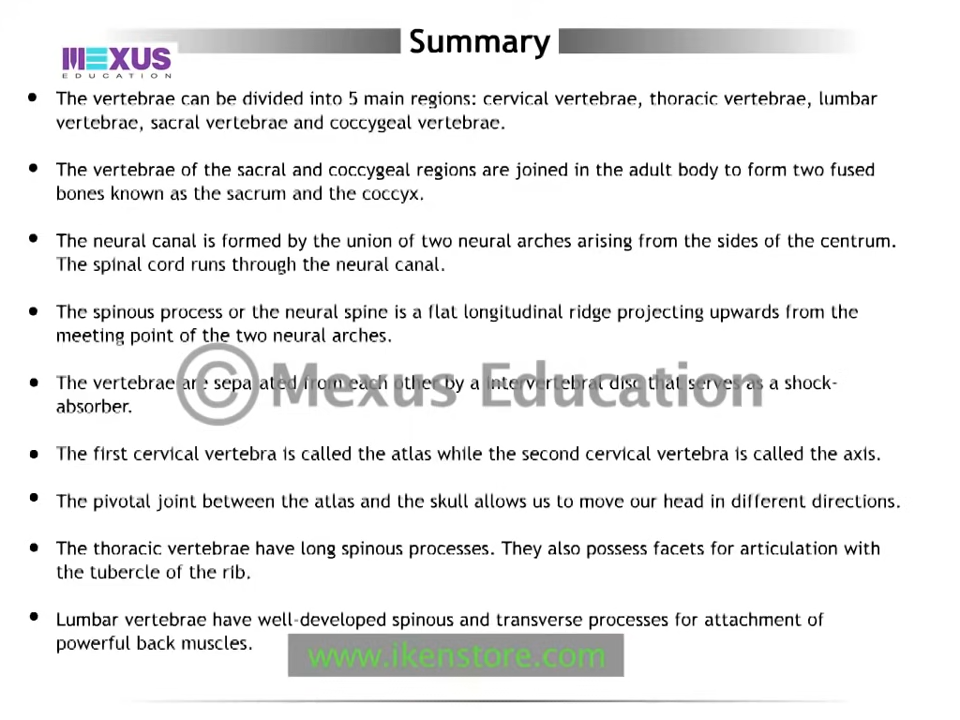 Summary
MEXUS
EDUCATION
• The vertebrae can be divided into 5 main regions: cervical vertebrae, thoracic vertebrae, lumbar
vertebrae, sacral vertebrae and coccygeal vertebrae.
• The vertebrae of the sacral and coccygeal regions are joined in the adult body to form two fused
bones known as the sacrum and the coccyx.
• The neural canal is formed by the union of two neural arches arising from the sides of the centrum.
The spinal cord runs through the neural canal.
• The spinous process or the neural spine is a flat longitudinal ridge projecting upwards from the
meeting point of the two neural arches.
• The vertebrae are separated from each other by a intervertebral disc that serves as a shock-
absorber.
© Mexus Education
• The first cervical vertebra is called the atlas while the second cervical vertebra is called the axis.
• The pivotal joint between the atlas and the skull allows us to move our head in different directions.
• The thoracic vertebrae have long spinous processes. They also possess facets for articulation with
the tubercle of the rib.
• Lumbar vertebrae have well-developed spinous and transverse processes for attachment of
powerful back muscles.
www.ikenstore.com